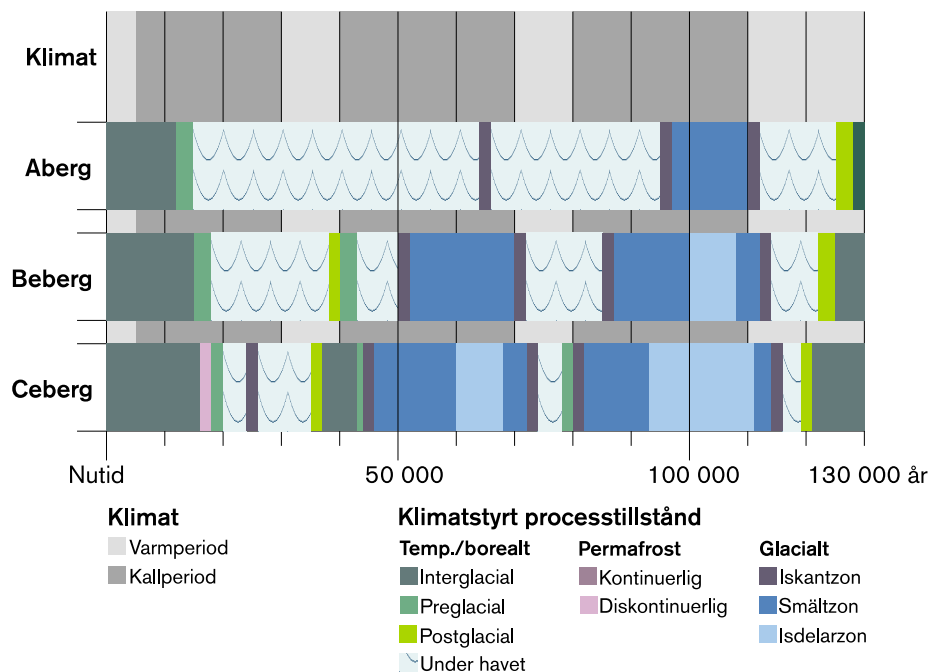 Klimat
Aberg
Beberg
Ceberg
Nutid 50 000 100 000 130 000 år
Klimat
Varmperiod
Kallperiod
Klimatstyrt processtillstånd
Temp./borealt Permafrost Glacialt
Interglacial Kontinuerlig Iskantzon
Preglacial Diskontinuerlig Smältzon
Postglacial Isdelarzon
Under havet